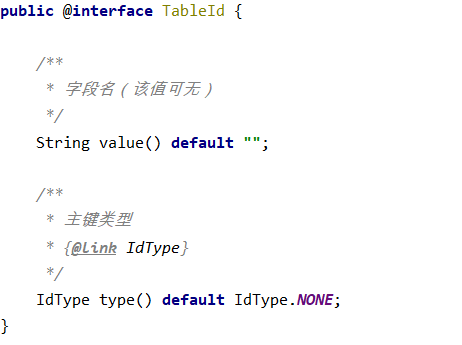 public @interface TableId {
/**
* 字段名（该值可无）
*/
String value() default "";
/**
* 主键类型
* {@link IdType}
*/
IdType type() default IdType.NONE;
}